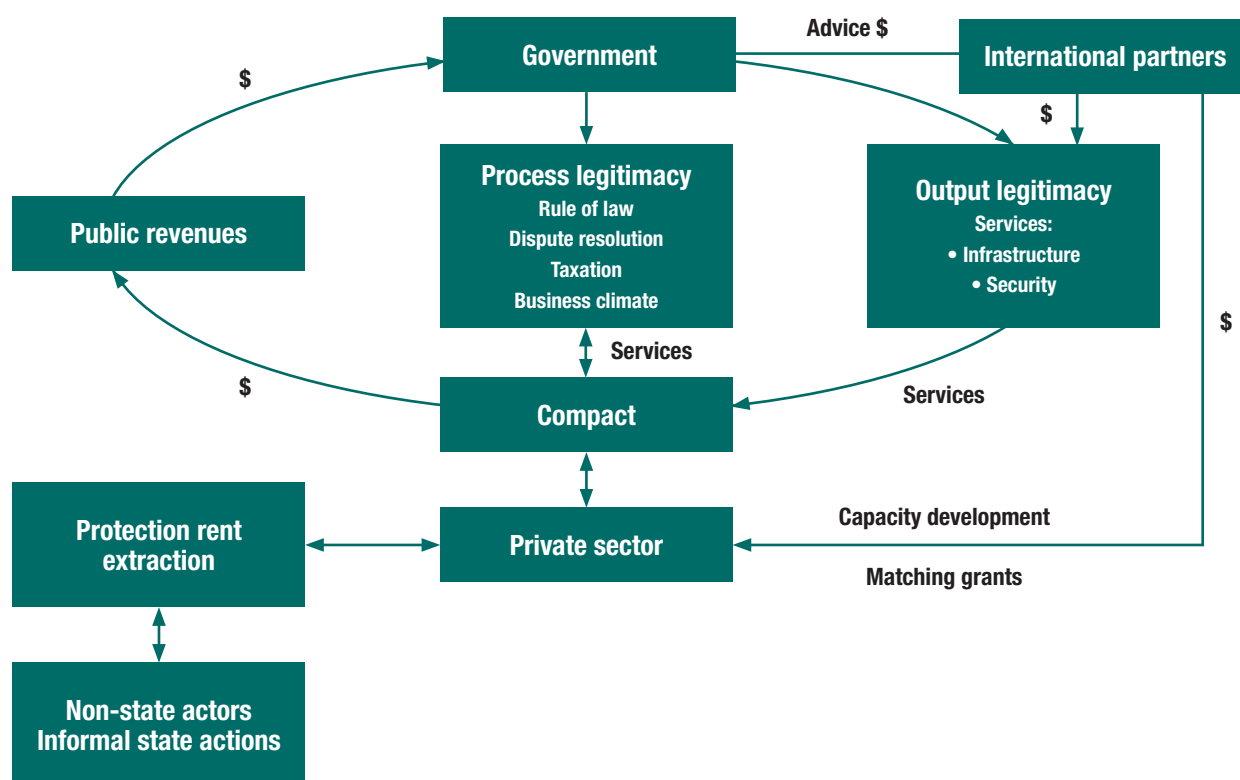 Advice $
Government
International partners
$
$
Process legitimacy
Rule of law
Dispute resolution
Taxation
Business climate
Output legitimacy
Services:
• Infrastructure
• Security
Public revenues
$
Services
$
Services
Compact
Protection rent
extraction
Private sector
Capacity development
Matching grants
Non-state actors
Informal state actions